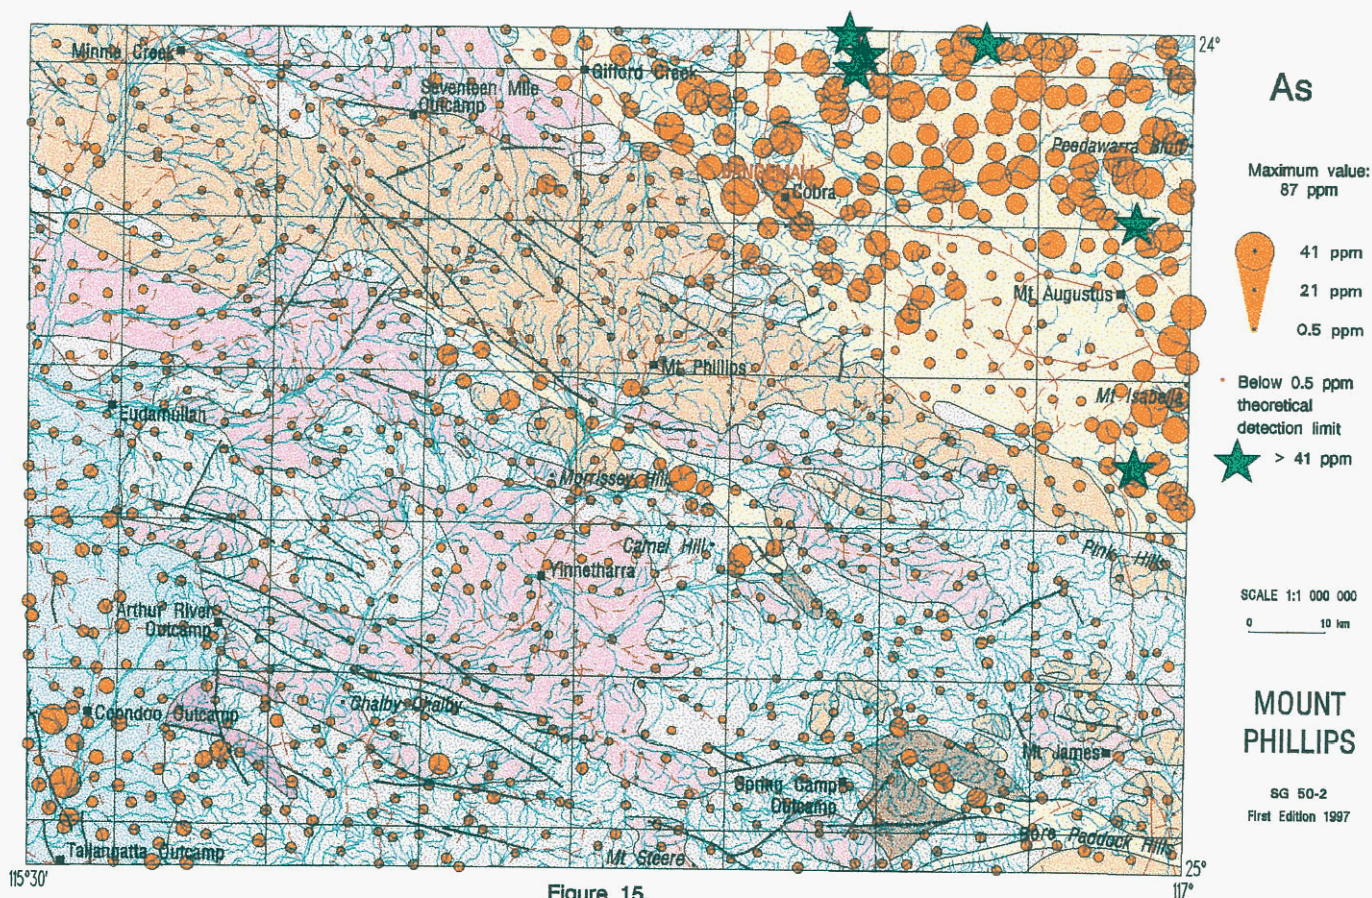 24°
Minnie Creek
Gifford Creek
Seventeen Mile
Outcamp
Peedawarra Bluff
Cobra
Mt Augustus
Mt Phillips
Mt Isabella
Eudamullah
Morrissey Hill
Camel Hill
Pink Hills
Yinnetharra
Arthur River
Outcamp
Chalby Chalby
Coondoo Outcamp
Mt James
Spring Camp
Outcamp
Bore Paddock Hills
Mt Steere
Tallangatta Outcamp
115°30'
117°
25°
Figure 15
As
Maximum value:
87 ppm
41 ppm
21 ppm
0.5 ppm
Below 0.5 ppm
theoretical
detection limit
> 41 ppm
SCALE 1:1 000 000
0 10 km
MOUNT
PHILLIPS
SG 50-2
First Edition 1997